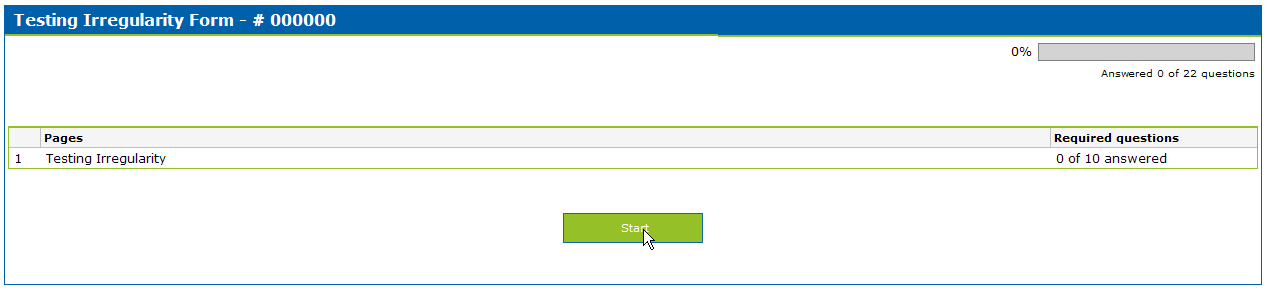 Testing Irregularity Form - # 000000
0%
Answered 0 of 22 questions
Pages Required questions
1 Testing Irregularity 0 of 10 answered
Start